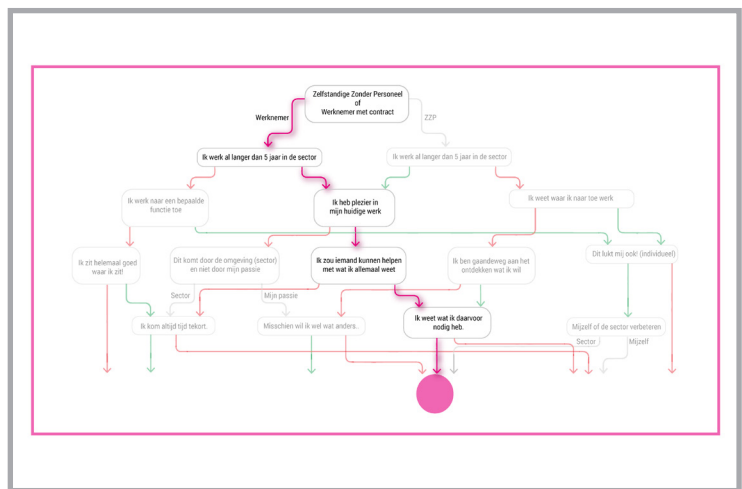 Zelfstandige Zonder Personeel
of
Werknemer met contract
Werknemer
ZZP
Ik werk al langer dan 5 jaar in de sector
Ik werk al langer dan 5 jaar in de sector
Ik werk naar een bepaalde
functie toe
Ik heb plezier in
mijn huidige werk
Ik weet waar ik naar toe werk
Ik zit helemaal goed
waar ik zit!
Dit komt door de omgeving (sector)
en niet door mijn passie
Ik zou iemand kunnen helpen
met wat ik allemaal weet
Ik ben gaandeweg aan het
ontdekken wat ik wil
Dit lukt mij ook! (individueel)
Sector
Mijn passie
Ik kom altijd tijd tekort.
Misschien wil ik wel wat anders..
Ik weet wat ik daarvoor
nodig heb.
Mijzelf of de sector verbeteren
Sector
Mijzelf